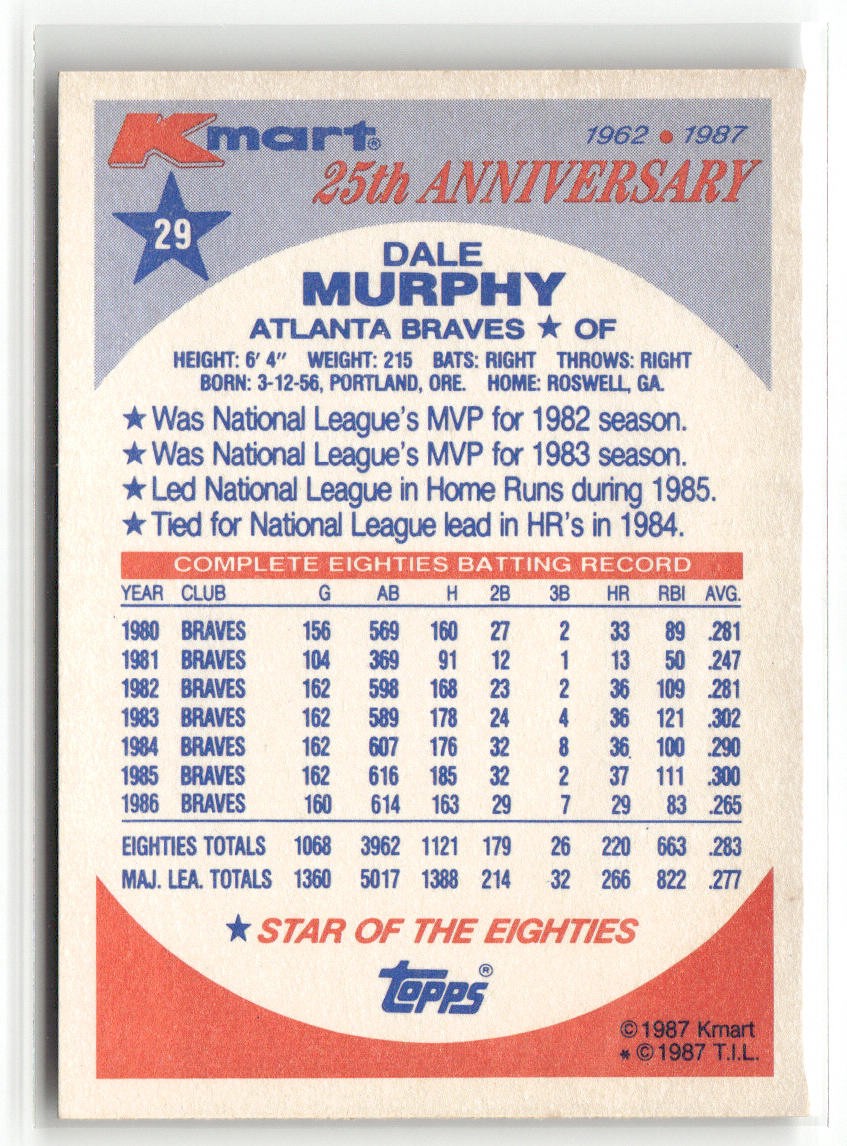 Kmart®
1962 • 1987
25th ANNIVERSARY
29
DALE
MURPHY
ATLANTA BRAVES ★ OF
HEIGHT: 6' 4" WEIGHT: 215 BATS: RIGHT THROWS: RIGHT
BORN: 3-12-56, PORTLAND, ORE. HOME: ROSWELL, GA.
★ Was National League's MVP for 1982 season.
★ Was National League's MVP for 1983 season.
★ Led National League in Home Runs during 1985.
★ Tied for National League lead in HR's in 1984.
COMPLETE EIGHTIES BATTING RECORD
YEAR CLUB G AB H 2B 3B HR RBI AVG.
1980 BRAVES 156 569 160 27 2 33 89 .281
1981 BRAVES 104 369 91 12 1 13 50 .247
1982 BRAVES 162 598 168 23 2 36 109 .281
1983 BRAVES 162 589 178 24 4 36 121 .302
1984 BRAVES 162 607 176 32 8 36 100 .290
1985 BRAVES 162 616 185 32 2 37 111 .300
1986 BRAVES 160 614 163 29 7 29 83 .265
EIGHTIES TOTALS 1068 3962 1121 179 26 220 663 .283
MAJ. LEA. TOTALS 1360 5017 1388 214 32 266 822 .277
★ STAR OF THE EIGHTIES
topps®
©1987 Kmart
* ©1987 T.I.L.